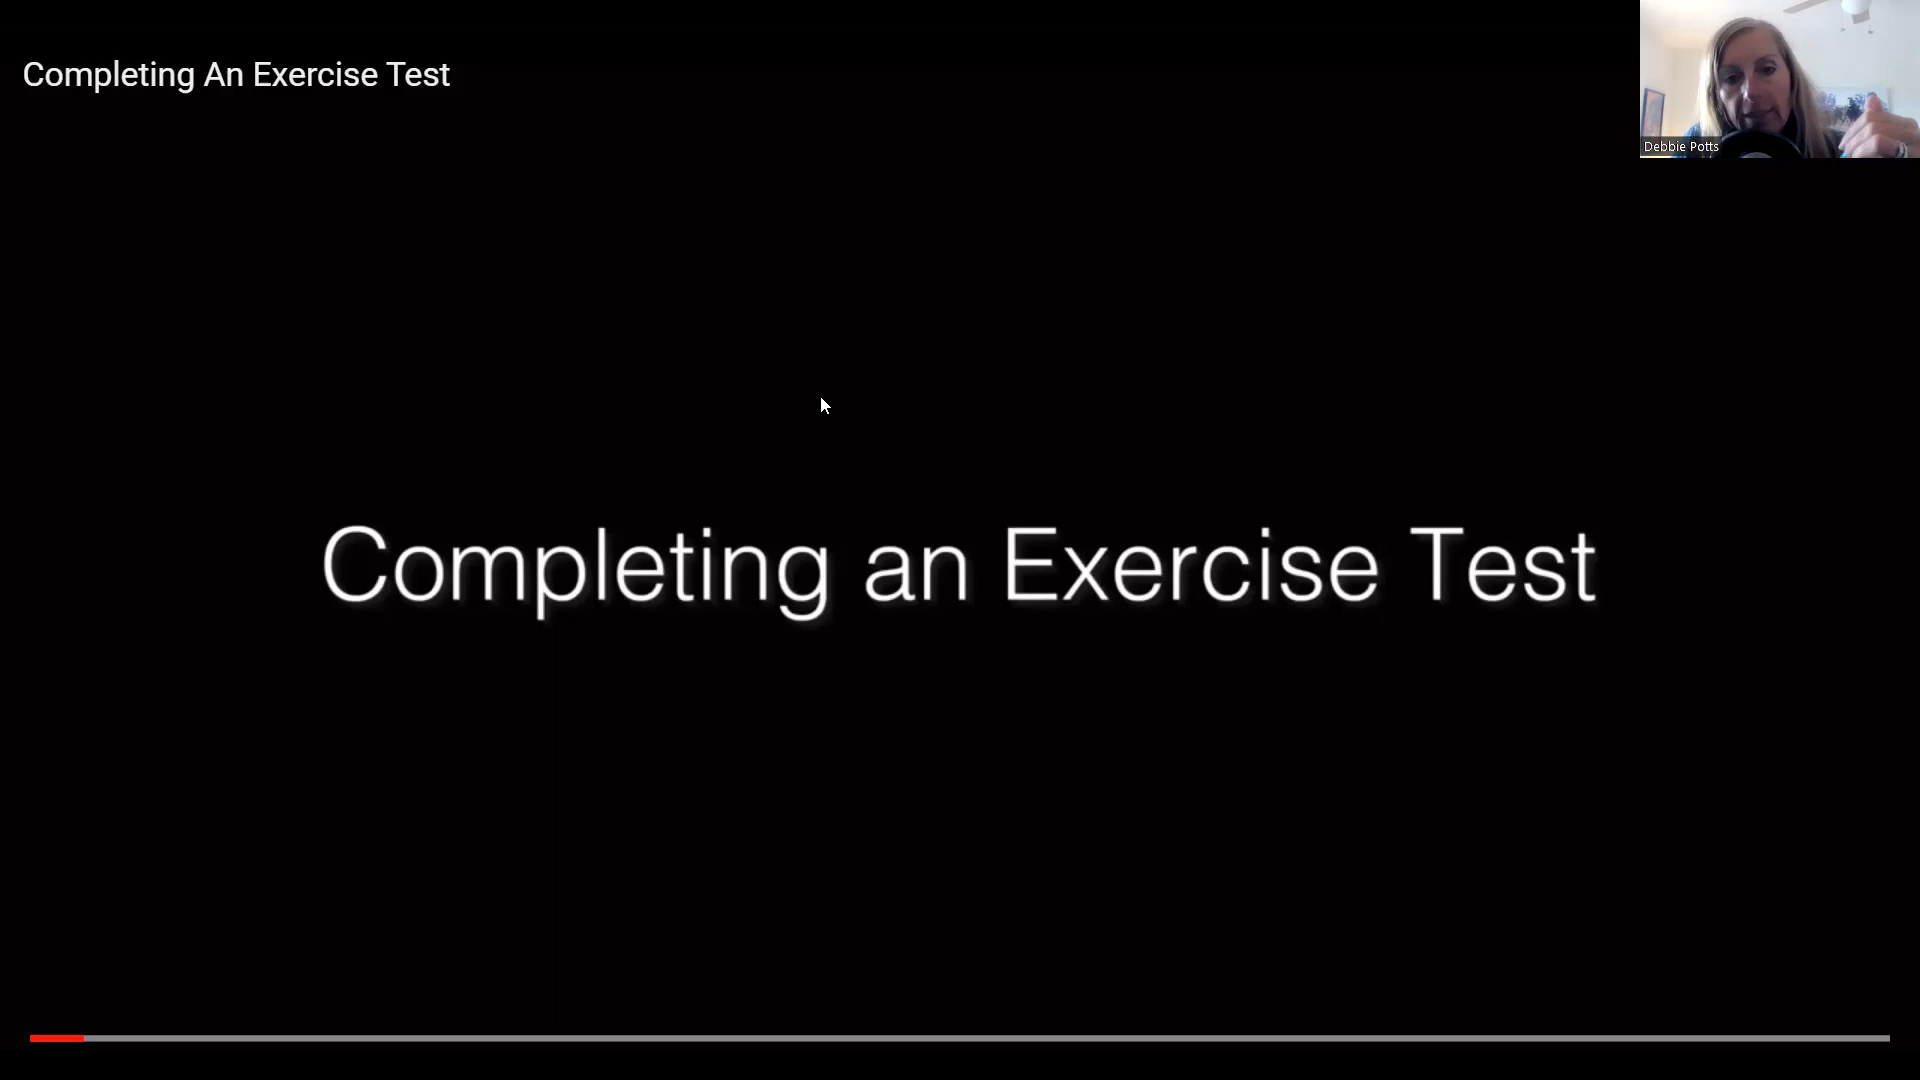 Completing An Exercise Test
Debbie Potts
Completing an Exercise Test